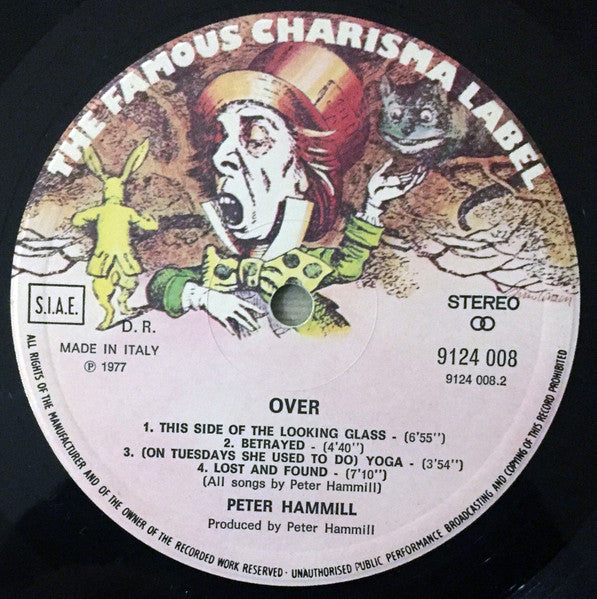 THE FAMOUS CHARISMA LABEL
S.I.A.E.
D. R.
MADE IN ITALY
℗ 1977
STEREO
9124 008
9124 008.2
OVER
1. THIS SIDE OF THE LOOKING GLASS - (6'55'')
2. BETRAYED - (4'40'')
3. (ON TUESDAYS SHE USED TO DO) YOGA - (3'54'')
4. LOST AND FOUND - (7'10'')
(All songs by Peter Hammill)
PETER HAMMILL
Produced by Peter Hammill
ALL RIGHTS OF THE MANUFACTURER AND OF THE OWNER OF THE RECORDED WORK RESERVED · UNAUTHORISED PUBLIC PERFORMANCE BROADCASTING AND COPYING OF THIS RECORD PROHIBITED